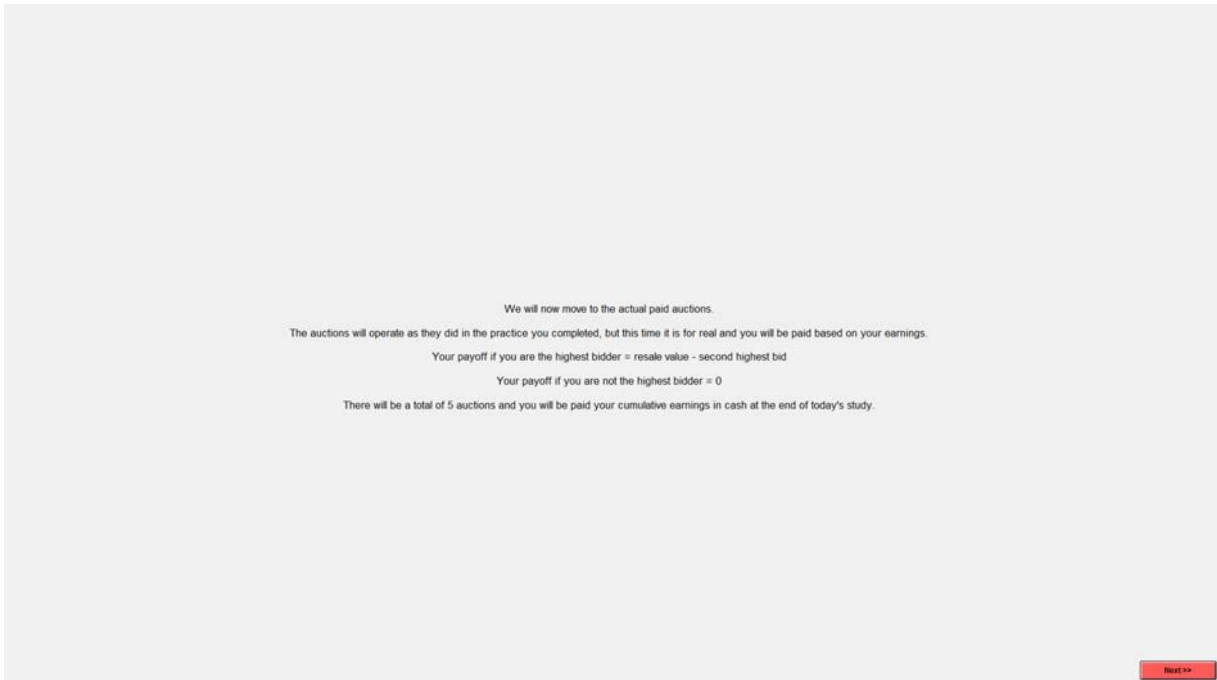 We will now move to the actual paid auctions.
The auctions will operate as they did in the practice you completed, but this time it is for real and you will be paid based on your earnings.
Your payoff if you are the highest bidder = resale value - second highest bid
Your payoff if you are not the highest bidder = 0
There will be a total of 5 auctions and you will be paid your cumulative earnings in cash at the end of today's study.
Next >>